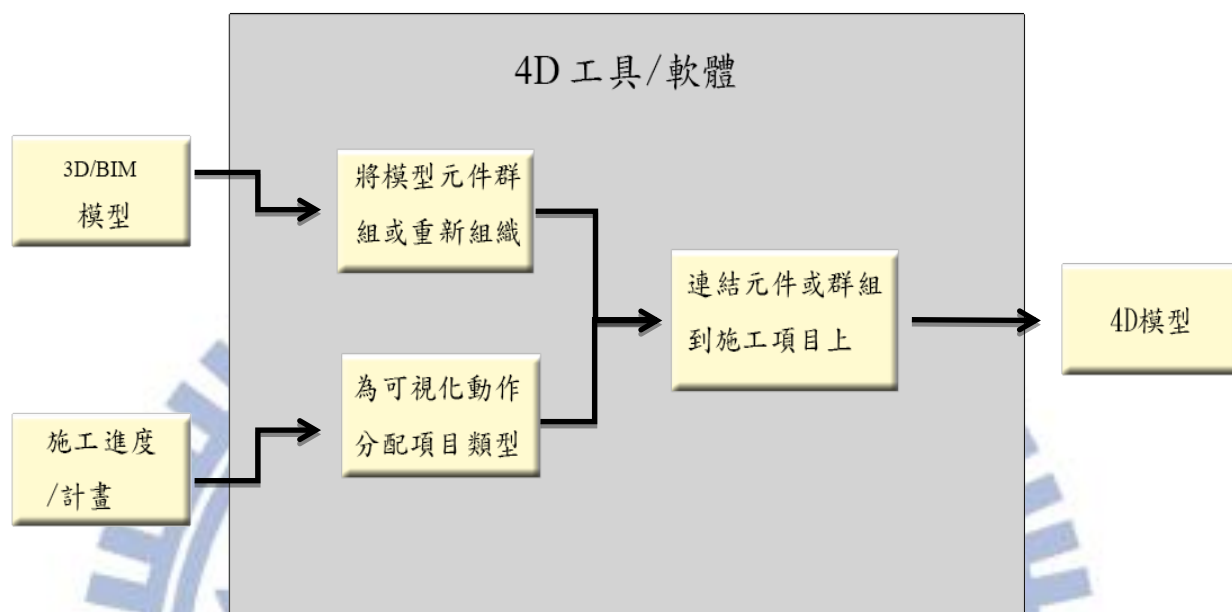 4D 工具/軟體
3D/BIM
模型
將模型元件群
組或重新組織
為可視化動作
分配項目類型
施工進度
/計畫
連結元件或群組
到施工項目上
4D模型